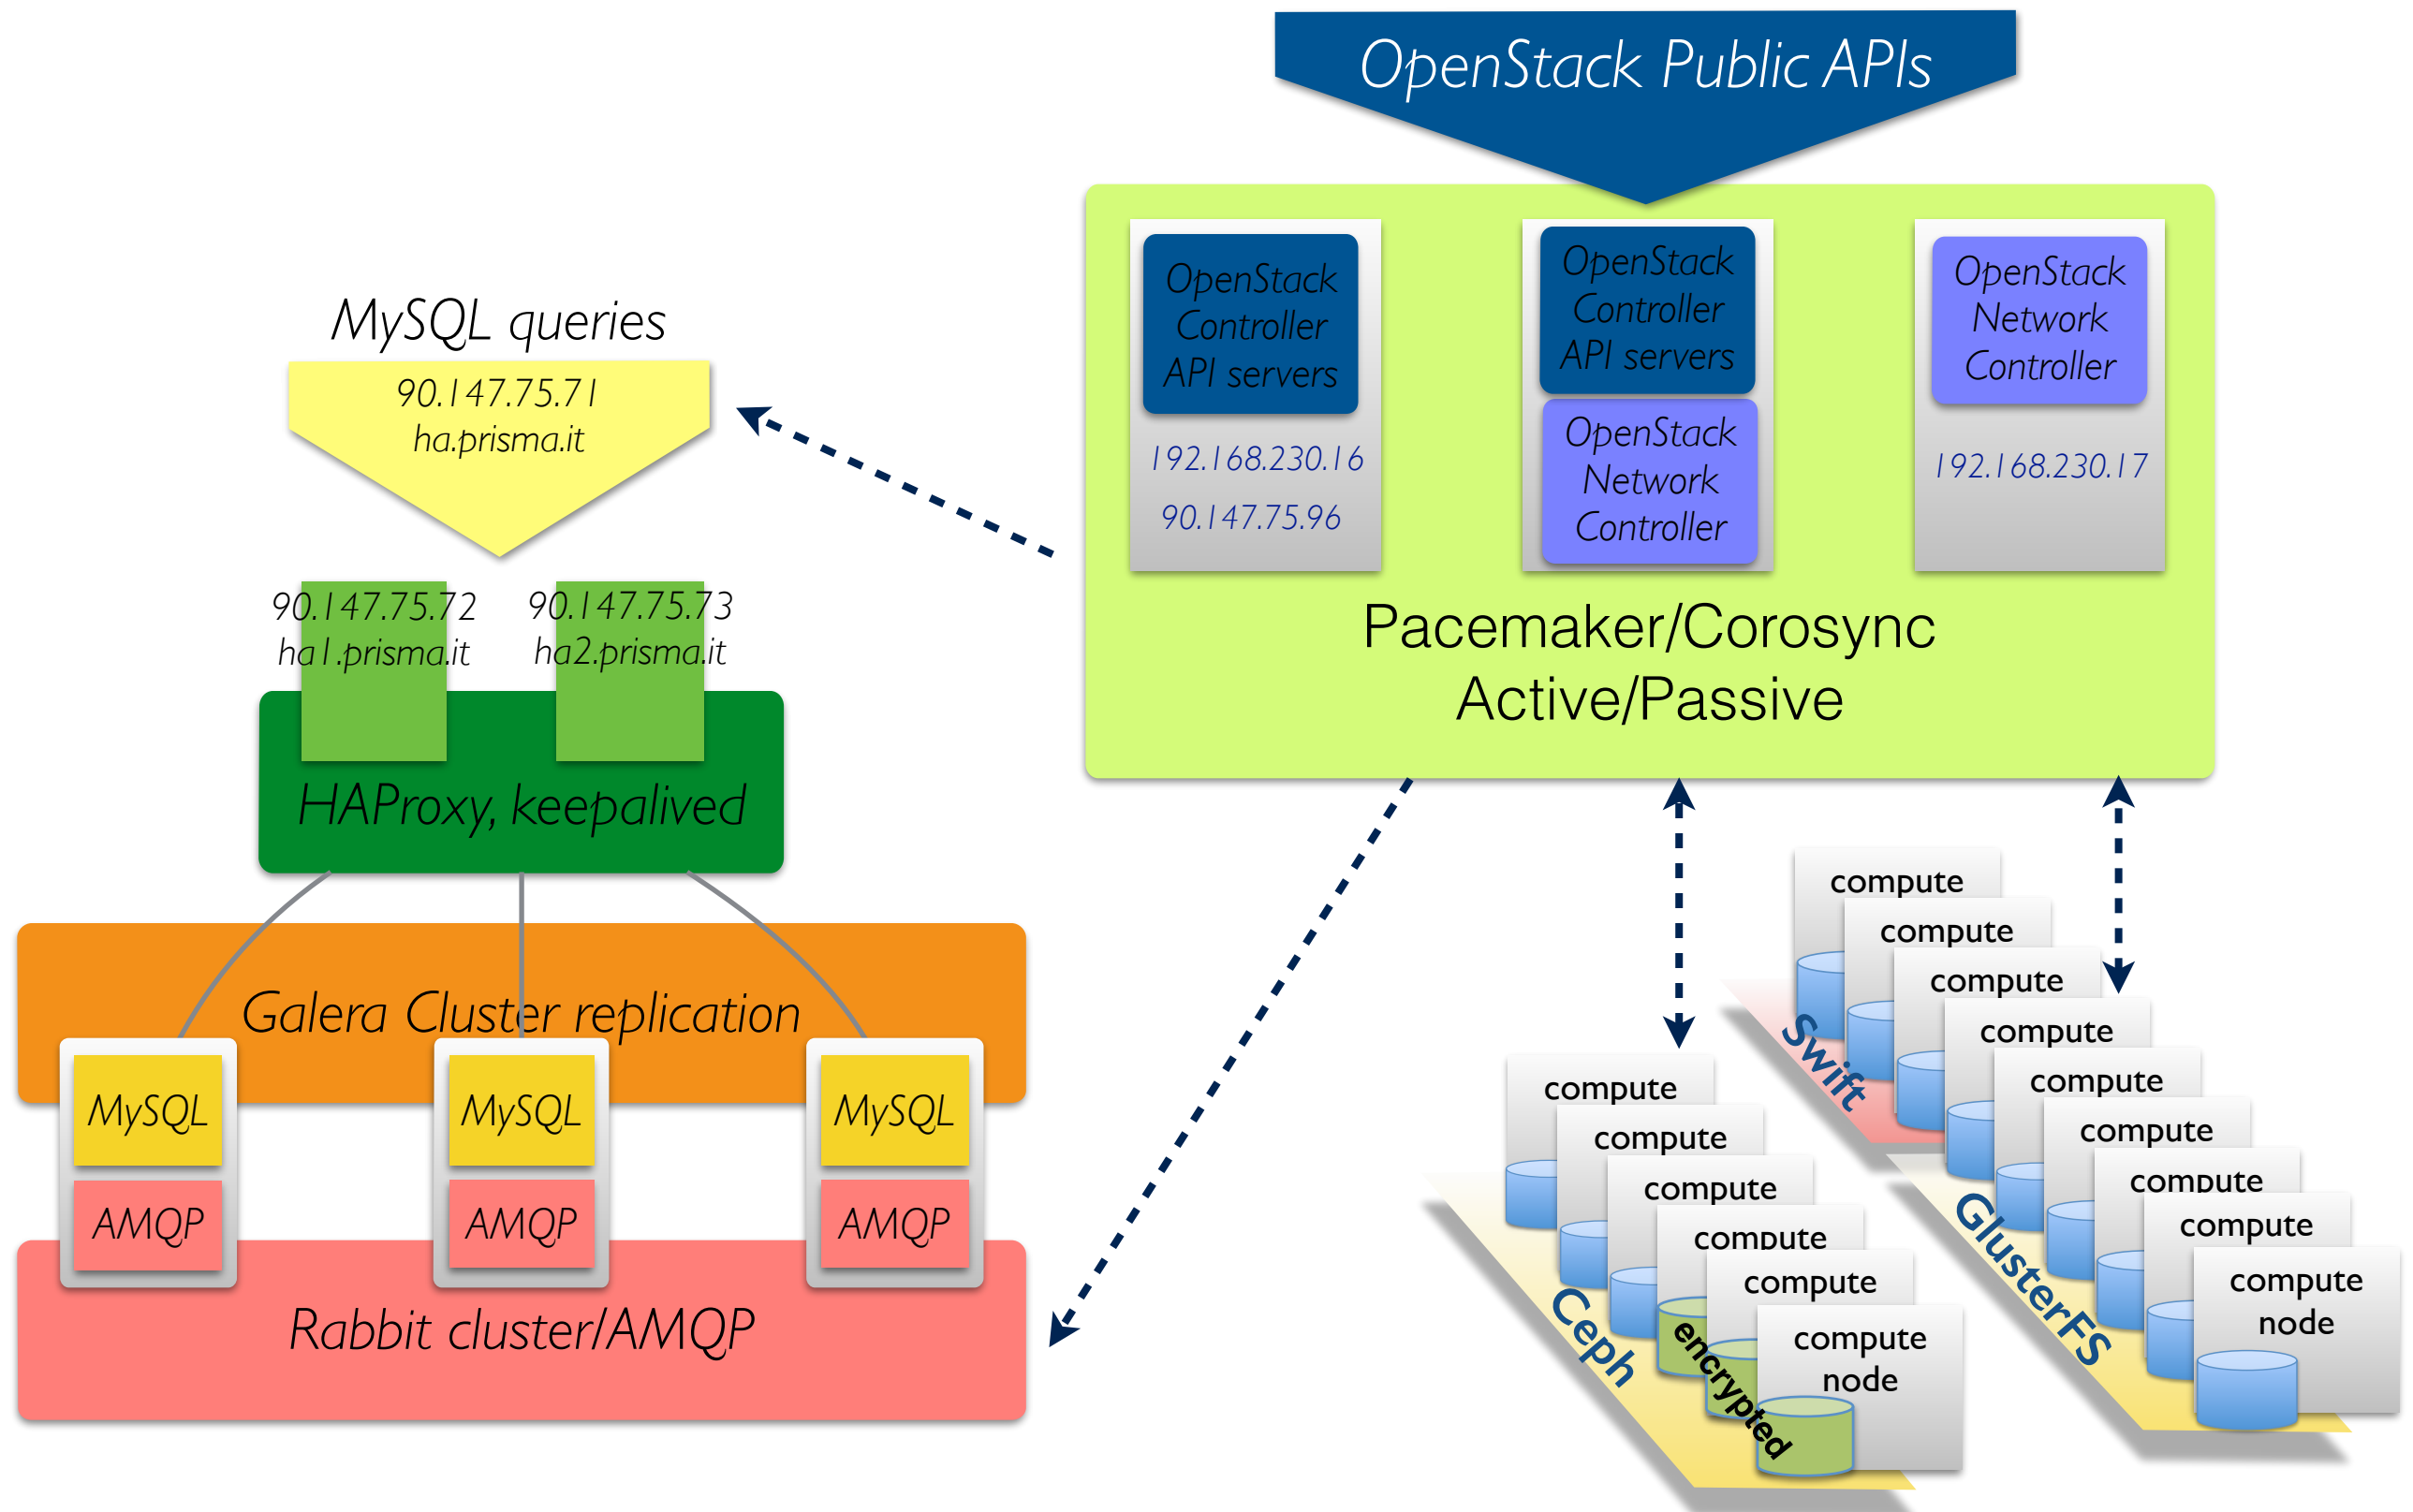 OpenStack Public APIs
OpenStack
Controller
API servers
192.168.230.16
90.147.75.96
OpenStack
Controller
API servers
OpenStack
Network
Controller
OpenStack
Network
Controller
192.168.230.17
Pacemaker/Corosync
Active/Passive
MySQL queries
90.147.75.71
ha.prisma.it
90.147.75.72
ha1.prisma.it
90.147.75.73
ha2.prisma.it
HAProxy, keepalived
Galera Cluster replication
MySQL
MySQL
MySQL
AMQP
AMQP
AMQP
Rabbit cluster/AMQP
compute
compute
compute
compute
compute
compute
compute
compute
compute
node
Swift
GlusterFS
compute
compute
compute
compute
compute
compute
node
Ceph
encrypted